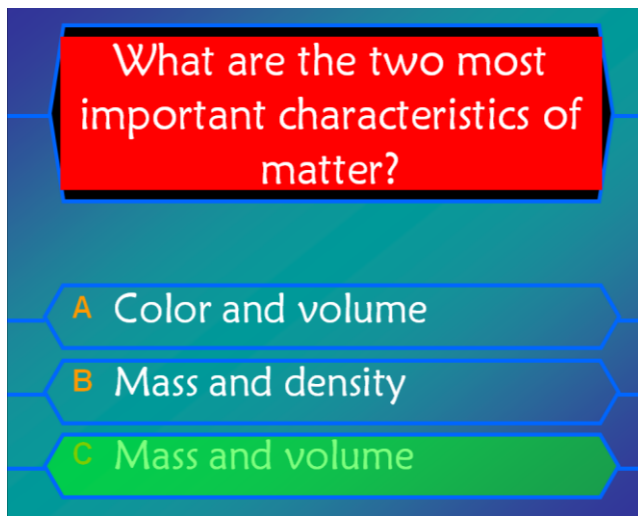 What are the two most
important characteristics of
matter?
A Color and volume
B Mass and density
C Mass and volume